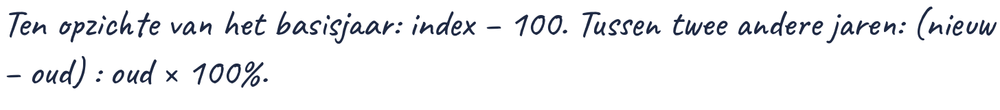 Ten opzichte van het basisjaar: index – 100. Tussen twee andere jaren: (nieuw
– oud) : oud × 100%.